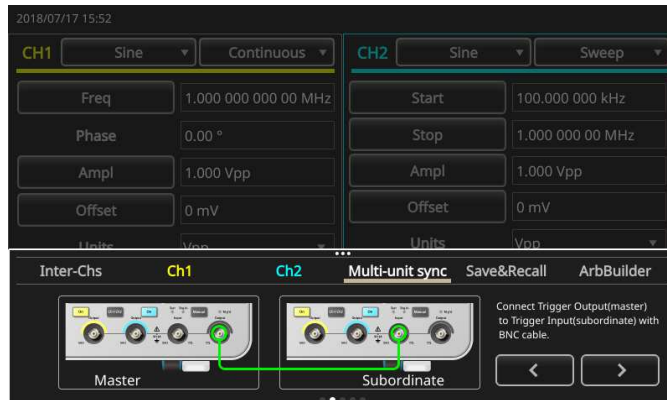 2018/07/17 15:52
CH1 Sine Continuous
CH2 Sine Sweep
Freq 1.000 000 000 00 MHz
Start 100.000 000 kHz
Phase 0.00 °
Stop 1.000 000 00 MHz
Ampl 1.000 Vpp
Ampl 1.000 Vpp
Offset 0 mV
Offset 0 mV
Units Vpp
Units Vpp
Inter-Chs Ch1 Ch2 Multi-unit sync Save&Recall ArbBuilder
Connect Trigger Output(master)
to Trigger Input(subordinate) with
BNC cable.
Master
Subordinate